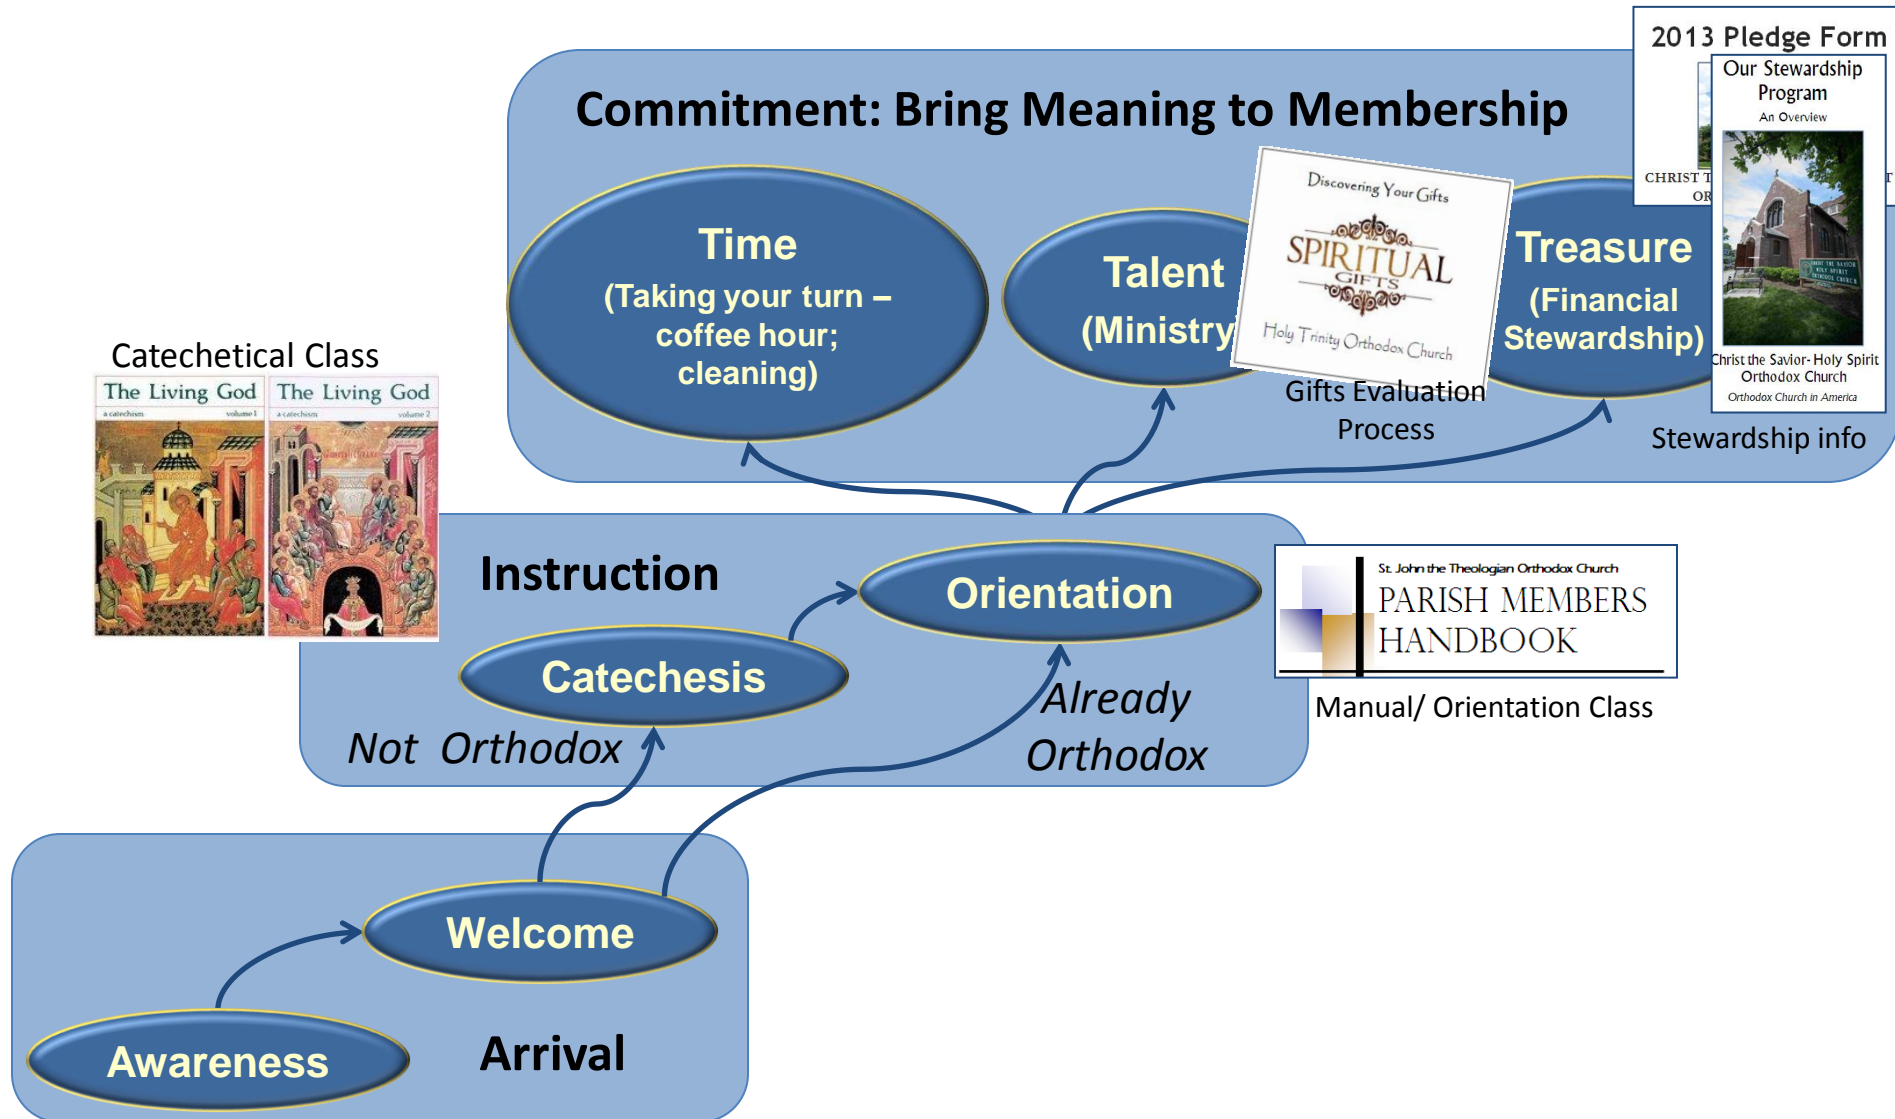 2013 Pledge Form
Our Stewardship
Program
An Overview
CHRIST T
T
OR
Christ the Savior-Holy Spirit
Orthodox Church
Orthodox Church in America
Stewardship info
Commitment: Bring Meaning to Membership
Time
(Taking your turn –
coffee hour;
cleaning)
Talent
(Ministry
Discovering Your Gifts
SPIRITUAL
GIFTS
Holy Trinity Orthodox Church
Gifts Evaluation
Process
Treasure
(Financial
Stewardship)
Catechetical Class
The Living God
a catechism volume 1
The Living God
a catechism volume 2
Instruction
Orientation
Catechesis
Not Orthodox
Already
Orthodox
St. John the Theologian Orthodox Church
PARISH MEMBERS
HANDBOOK
Manual/ Orientation Class
Welcome
Awareness
Arrival